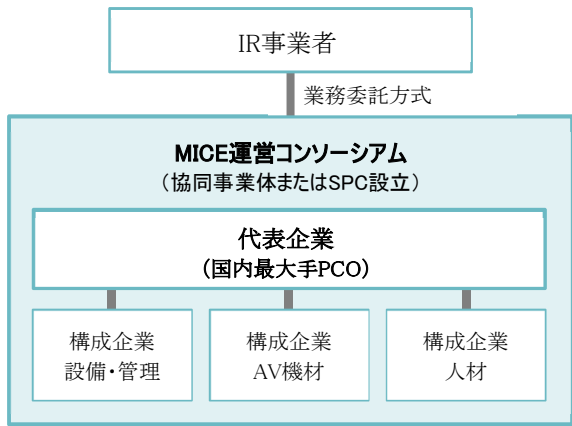 IR事業者
業務委託方式
MICE運営コンソーシアム
（協同事業体またはSPC設立）
代表企業
（国内最大手PCO）
構成企業
設備・管理
構成企業
AV機材
構成企業
人材